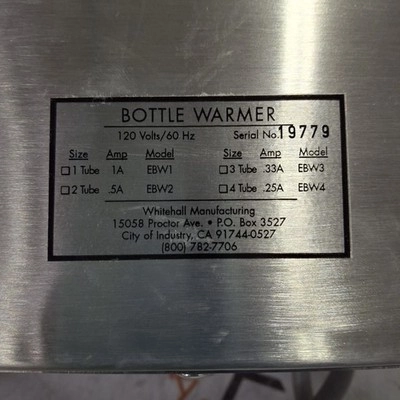 BOTTLE WARMER
120 Volts/60 Hz Serial No. 19779
Size Amp Model Size Amp Model
☐ 1 Tube .1A EBW1 ☐ 3 Tube .33A EBW3
☐ 2 Tube .5A EBW2 ☐ 4 Tube .25A EBW4
Whitehall Manufacturing
15058 Proctor Ave. • P.O. Box 3527
City of Industry, CA 91744-0527
(800) 782-7706